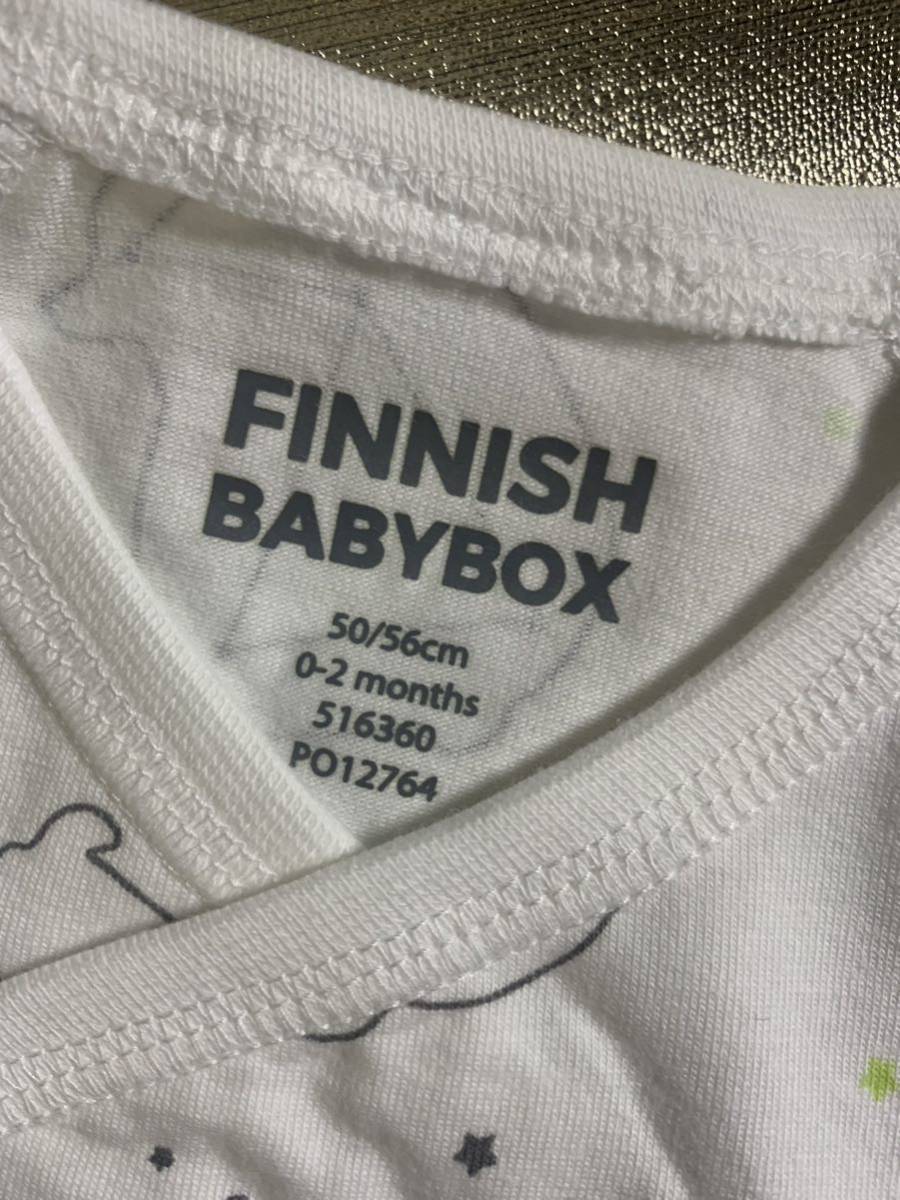 FINNISH
BABYBOX
50/56cm
0-2 months
516360
PO12764